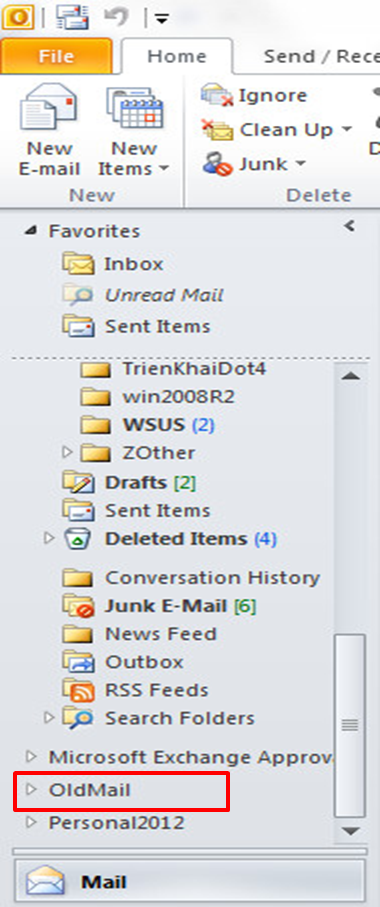 File Home Send / Rece
New E-mail
New Items
Ignore
Clean Up
Junk
New Delete
Favorites
Inbox
Unread Mail
Sent Items
TrienKhaiDot4
win2008R2
WSUS (2)
ZOther
Drafts [2]
Sent Items
Deleted Items (4)
Conversation History
Junk E-Mail [6]
News Feed
Outbox
RSS Feeds
Search Folders
Microsoft Exchange Approva
OldMail
Personal2012
Mail